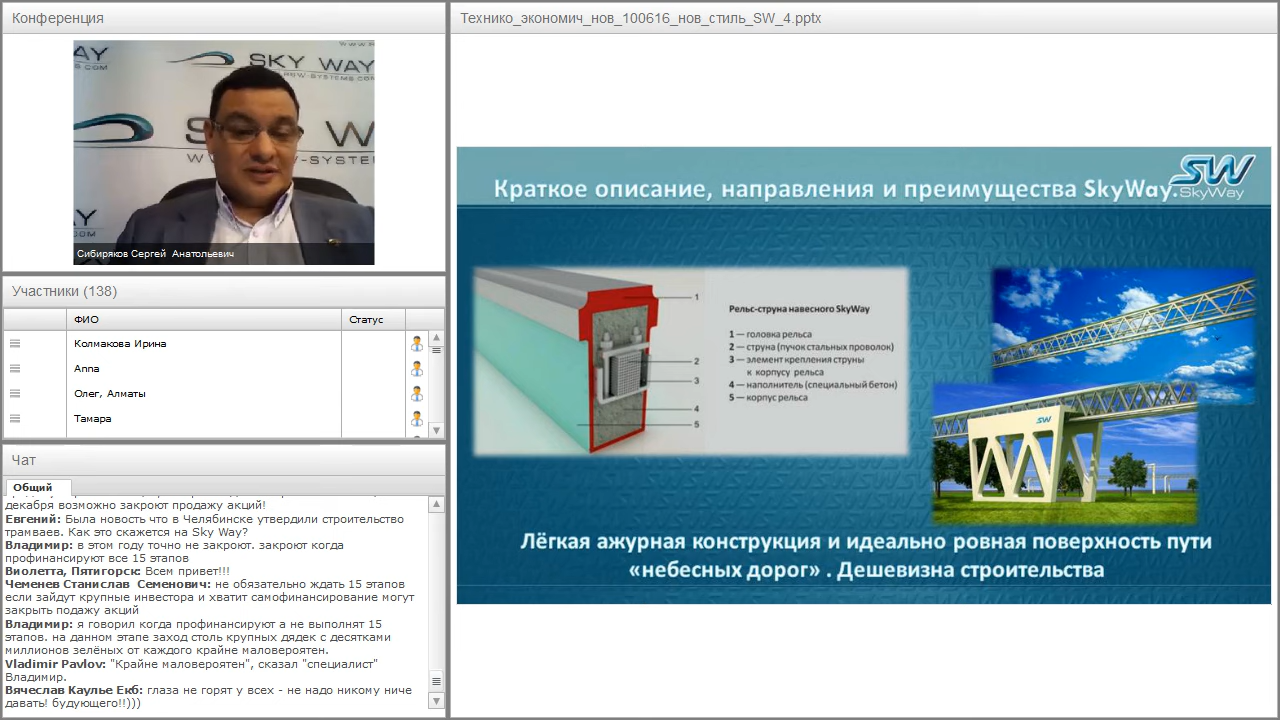 Конференция
WAY
SKY WAY
EMS.COM
SKY W
W
AY
.COM
Сибиряков Сергей Анатольевич
Участники (138)
ФИО
Статус
Колмакова Ирина
Anna
Олег, Алматы
Тамара
Чат
Общий
декабря возможно закроют продажу акций!
Евгений: Была новость что в Челябинске утвердили строительство
трамваев. Как это скажется на Sky Way?
Владимир: в этом году точно не закроют. закроют когда
профинансируют все 15 этапов
Виолетта, Пятигорск: Всем привет!!!
Чеменев Станислав Семенович: не обязательно ждать 15 этапов
если зайдут крупные инвестора и хватит самофинансирование могут
закрыть подажу акций
Владимир: я говорил когда профинансируют а не выполнят 15
этапов. на данном этапе заход столь крупных дядек с десятками
миллионов зелёных от каждого крайне маловероятен.
Vladimir Pavlov: "Крайне маловероятен", сказал "специалист"
Владимир.
Вячеслав Каулье Екб: глаза не горят у всех - не надо никому ниче
давать! будующего!!)))
Технико_экономич_нов_100616_нов_стиль_SW_4.pptx
Краткое описание, направления и преимущества SkyWay.
SW
SkyWay
1
2
3
4
5
Рельс-струна навесного SkyWay
1 — головка рельса
2 — струна (пучок стальных проволок)
3 — элемент крепления струны
к корпусу рельса
4 — наполнитель (специальный бетон)
5 — корпус рельса
SW
Лёгкая ажурная конструкция и идеально ровная поверхность пути
«небесных дорог» . Дешевизна строительства